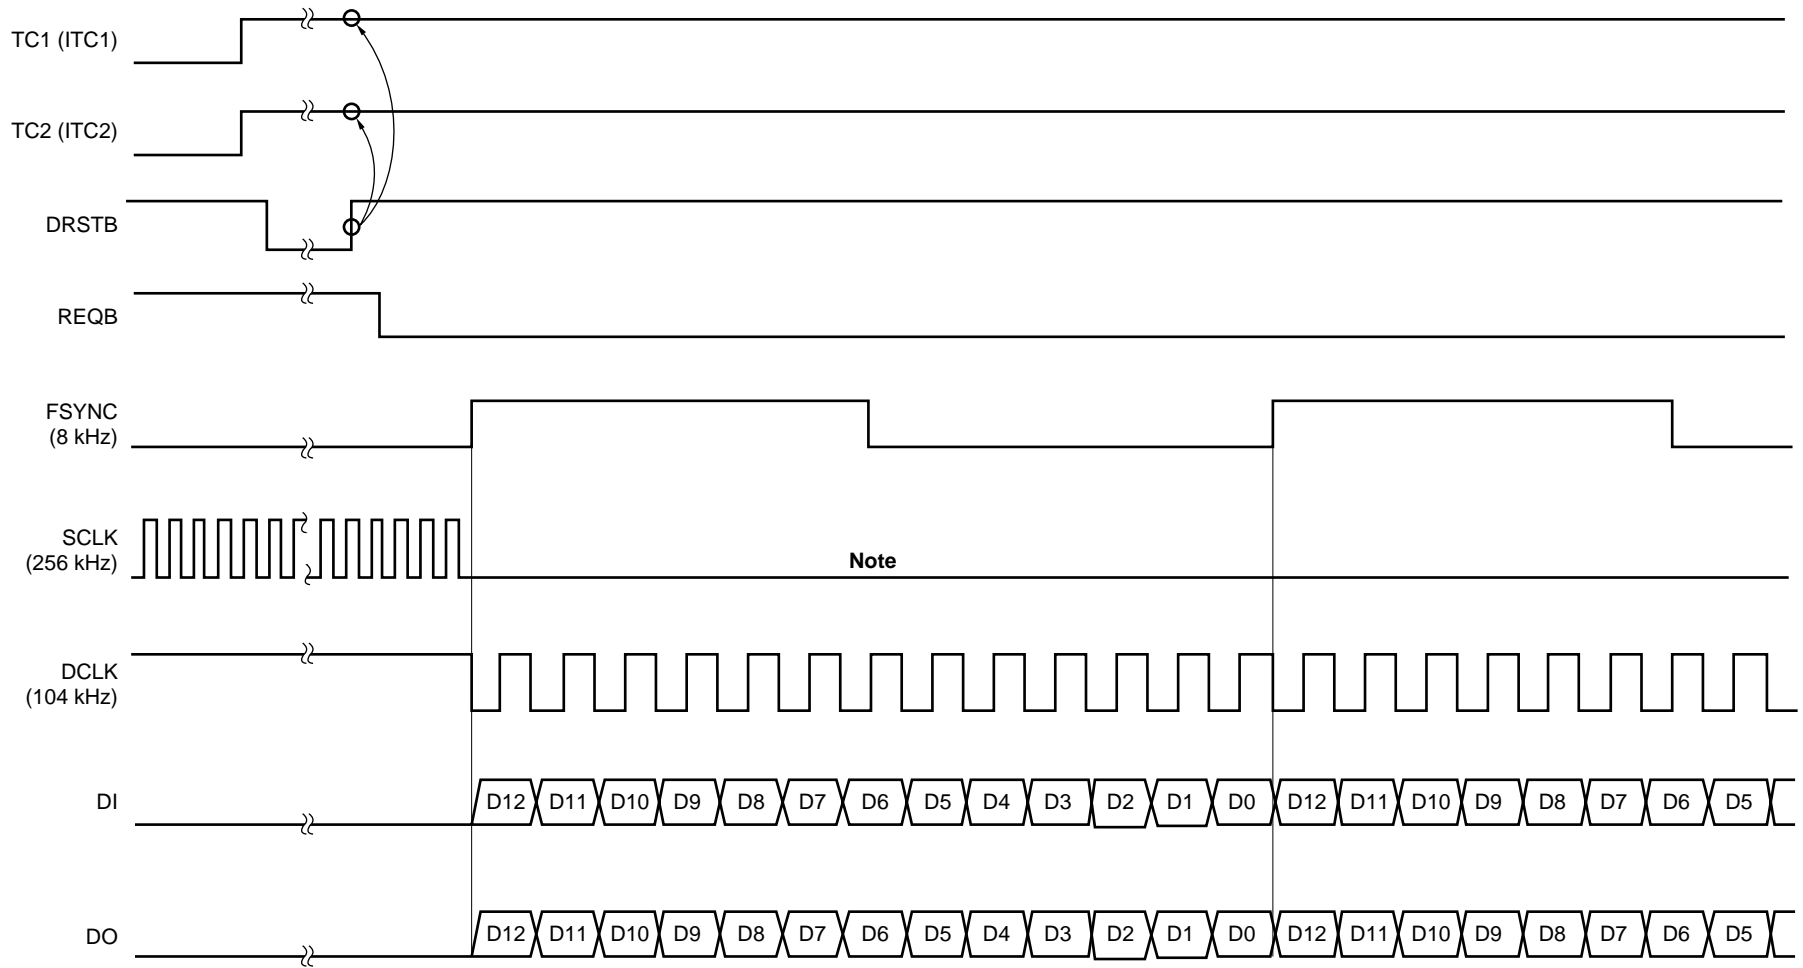 TC1 (ITC1)
TC2 (ITC2)
DRSTB
REQB
FSYNC
(8 kHz)
SCLK
(256 kHz)
Note
DCLK
(104 kHz)
DI D12 D11 D10 D9 D8 D7 D6 D5 D4 D3 D2 D1 D0 D12 D11 D10 D9 D8 D7 D6 D5
DO D12 D11 D10 D9 D8 D7 D6 D5 D4 D3 D2 D1 D0 D12 D11 D10 D9 D8 D7 D6 D5